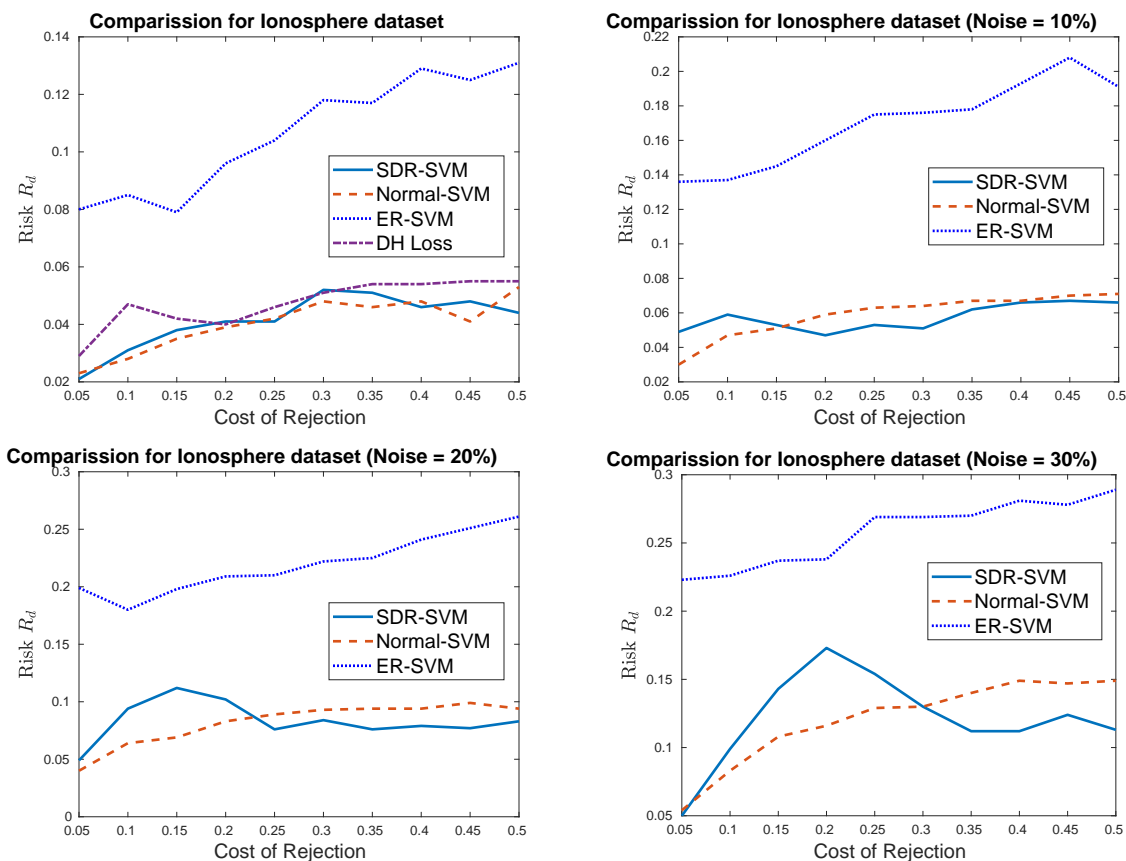 Comparission for Ionosphere dataset
0.14
0.12
0.1
0.08
0.06
0.04
0.02
Risk R_d
SDR-SVM
Normal-SVM
ER-SVM
DH Loss
0.05 0.1 0.15 0.2 0.25 0.3 0.35 0.4 0.45 0.5
Cost of Rejection
Comparission for Ionosphere dataset (Noise = 10%)
0.22
0.2
0.18
0.16
0.14
0.12
0.1
0.08
0.06
0.04
0.02
Risk R_d
SDR-SVM
Normal-SVM
ER-SVM
0.05 0.1 0.15 0.2 0.25 0.3 0.35 0.4 0.45 0.5
Cost of Rejection
Comparission for Ionosphere dataset (Noise = 20%)
0.3
0.25
0.2
0.15
0.1
0.05
0
Risk R_d
SDR-SVM
Normal-SVM
ER-SVM
0.05 0.1 0.15 0.2 0.25 0.3 0.35 0.4 0.45 0.5
Cost of Rejection
Comparission for Ionosphere dataset (Noise = 30%)
0.3
0.25
0.2
0.15
0.1
0.05
Risk R_d
SDR-SVM
Normal-SVM
ER-SVM
0.05 0.1 0.15 0.2 0.25 0.3 0.35 0.4 0.45 0.5
Cost of Rejection